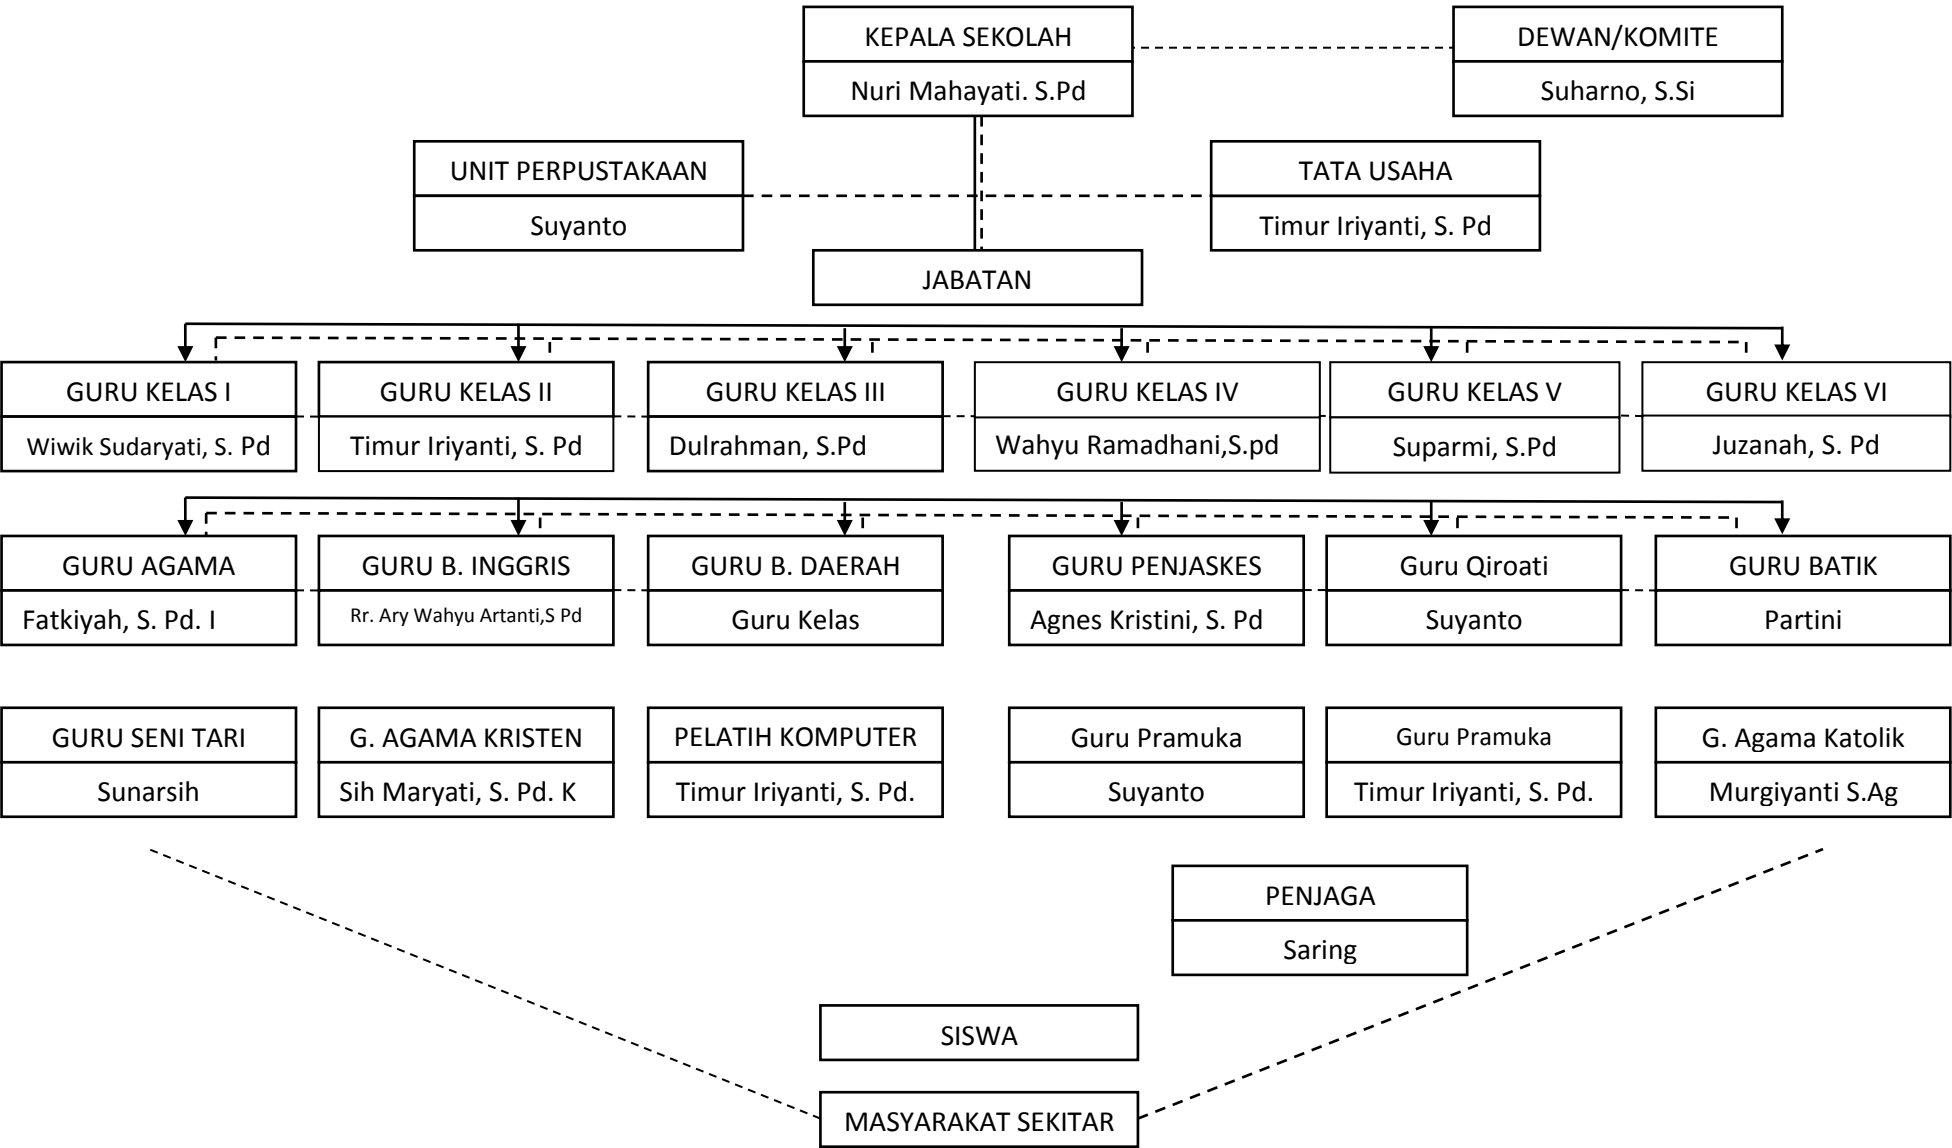 KEPALA SEKOLAH
Nuri Mahayati. S.Pd
DEWAN/KOMITE
Suharno, S.Si
UNIT PERPUSTAKAAN
Suyanto
TATA USAHA
Timur Iriyanti, S. Pd
JABATAN
GURU KELAS I
Wiwik Sudaryati, S. Pd
GURU KELAS II
Timur Iriyanti, S. Pd
GURU KELAS III
Dulrahman, S.Pd
GURU KELAS IV
Wahyu Ramadhani,S.pd
GURU KELAS V
Suparmi, S.Pd
GURU KELAS VI
Juzanah, S. Pd
GURU AGAMA
Fatkiyah, S. Pd. I
GURU B. INGGRIS
Rr. Ary Wahyu Artanti,S Pd
GURU B. DAERAH
Guru Kelas
GURU PENJASKES
Agnes Kristini, S. Pd
Guru Qiroati
Suyanto
GURU BATIK
Partini
GURU SENI TARI
Sunarsih
G. AGAMA KRISTEN
Sih Maryati, S. Pd. K
PELATIH KOMPUTER
Timur Iriyanti, S. Pd.
Guru Pramuka
Suyanto
Guru Pramuka
Timur Iriyanti, S. Pd.
G. Agama Katolik
Murgiyanti S.Ag
PENJAGA
Saring
SISWA
MASYARAKAT SEKITAR